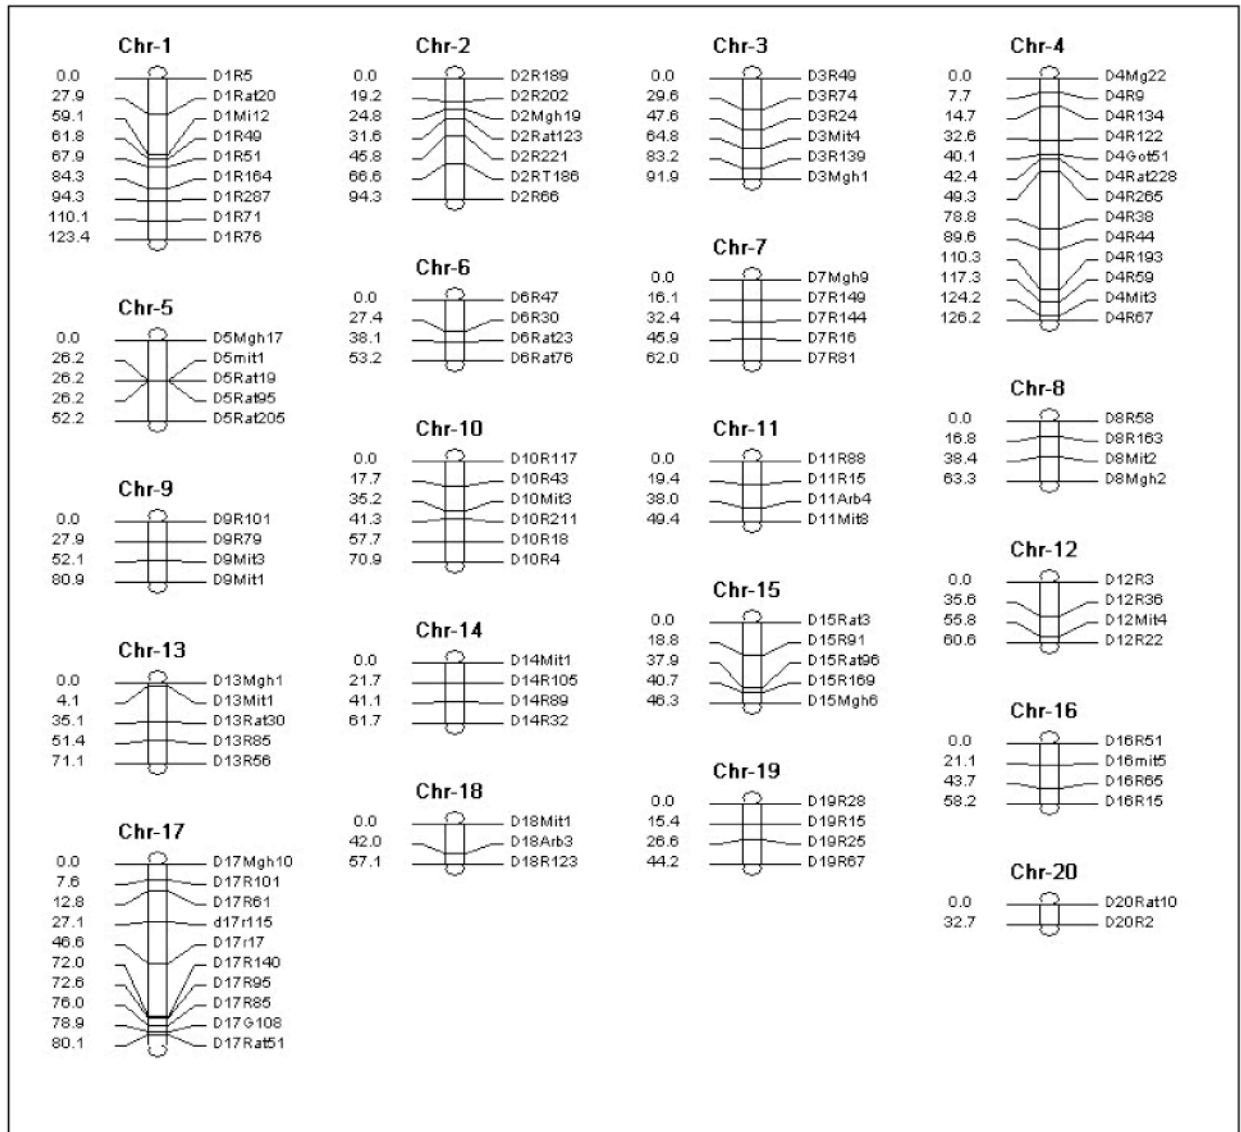 Chr-1
0.0 D1R5
27.9 D1Rat20
59.1 D1Mi12
61.8 D1R49
67.9 D1R51
84.3 D1R164
94.3 D1R287
110.1 D1R71
123.4 D1R76
Chr-2
0.0 D2R189
19.2 D2R202
24.8 D2Mgh19
31.6 D2Rat123
45.8 D2R221
66.6 D2RT186
94.3 D2R66
Chr-3
0.0 D3R49
29.6 D3R74
47.6 D3R24
64.8 D3Mit4
83.2 D3R139
91.9 D3Mgh1
Chr-4
0.0 D4Mg22
7.7 D4R9
14.7 D4R134
32.6 D4R122
40.1 D4Got51
42.4 D4Rat228
49.3 D4R265
78.8 D4R38
89.6 D4R44
110.3 D4R193
117.3 D4R59
124.2 D4Mit3
126.2 D4R67
Chr-5
0.0 D5Mgh17
26.2 D5mit1
26.2 D5Rat19
26.2 D5Rat95
52.2 D5Rat205
Chr-6
0.0 D6R47
27.4 D6R30
38.1 D6Rat23
53.2 D6Rat76
Chr-7
0.0 D7Mgh9
16.1 D7R149
32.4 D7R144
45.9 D7R16
62.0 D7R81
Chr-8
0.0 D8R58
16.8 D8R163
38.4 D8Mit2
63.3 D8Mgh2
Chr-9
0.0 D9R101
27.9 D9R79
52.1 D9Mit3
80.9 D9Mit1
Chr-10
0.0 D10R117
17.7 D10R43
35.2 D10Mit3
41.3 D10R211
57.7 D10R18
70.9 D10R4
Chr-11
0.0 D11R88
19.4 D11R15
38.0 D11Arb4
49.4 D11Mit8
Chr-12
0.0 D12R3
35.6 D12R36
55.8 D12Mit4
60.6 D12R22
Chr-13
0.0 D13Mgh1
4.1 D13Mit1
35.1 D13Rat30
51.4 D13R85
71.1 D13R56
Chr-14
0.0 D14Mit1
21.7 D14R105
41.1 D14R89
61.7 D14R32
Chr-15
0.0 D15Rat3
18.8 D15R91
37.9 D15Rat96
40.7 D15R169
46.3 D15Mgh6
Chr-16
0.0 D16R51
21.1 D16mit5
43.7 D16R65
58.2 D16R15
Chr-17
0.0 D17Mgh10
7.6 D17R101
12.8 D17R61
27.1 d17r115
46.6 D17r17
72.0 D17R140
72.6 D17R95
76.0 D17R85
78.9 D17G108
80.1 D17Rat51
Chr-18
0.0 D18Mit1
42.0 D18Arb3
57.1 D18R123
Chr-19
0.0 D19R28
15.4 D19R15
26.6 D19R25
44.2 D19R67
Chr-20
0.0 D20Rat10
32.7 D20R2